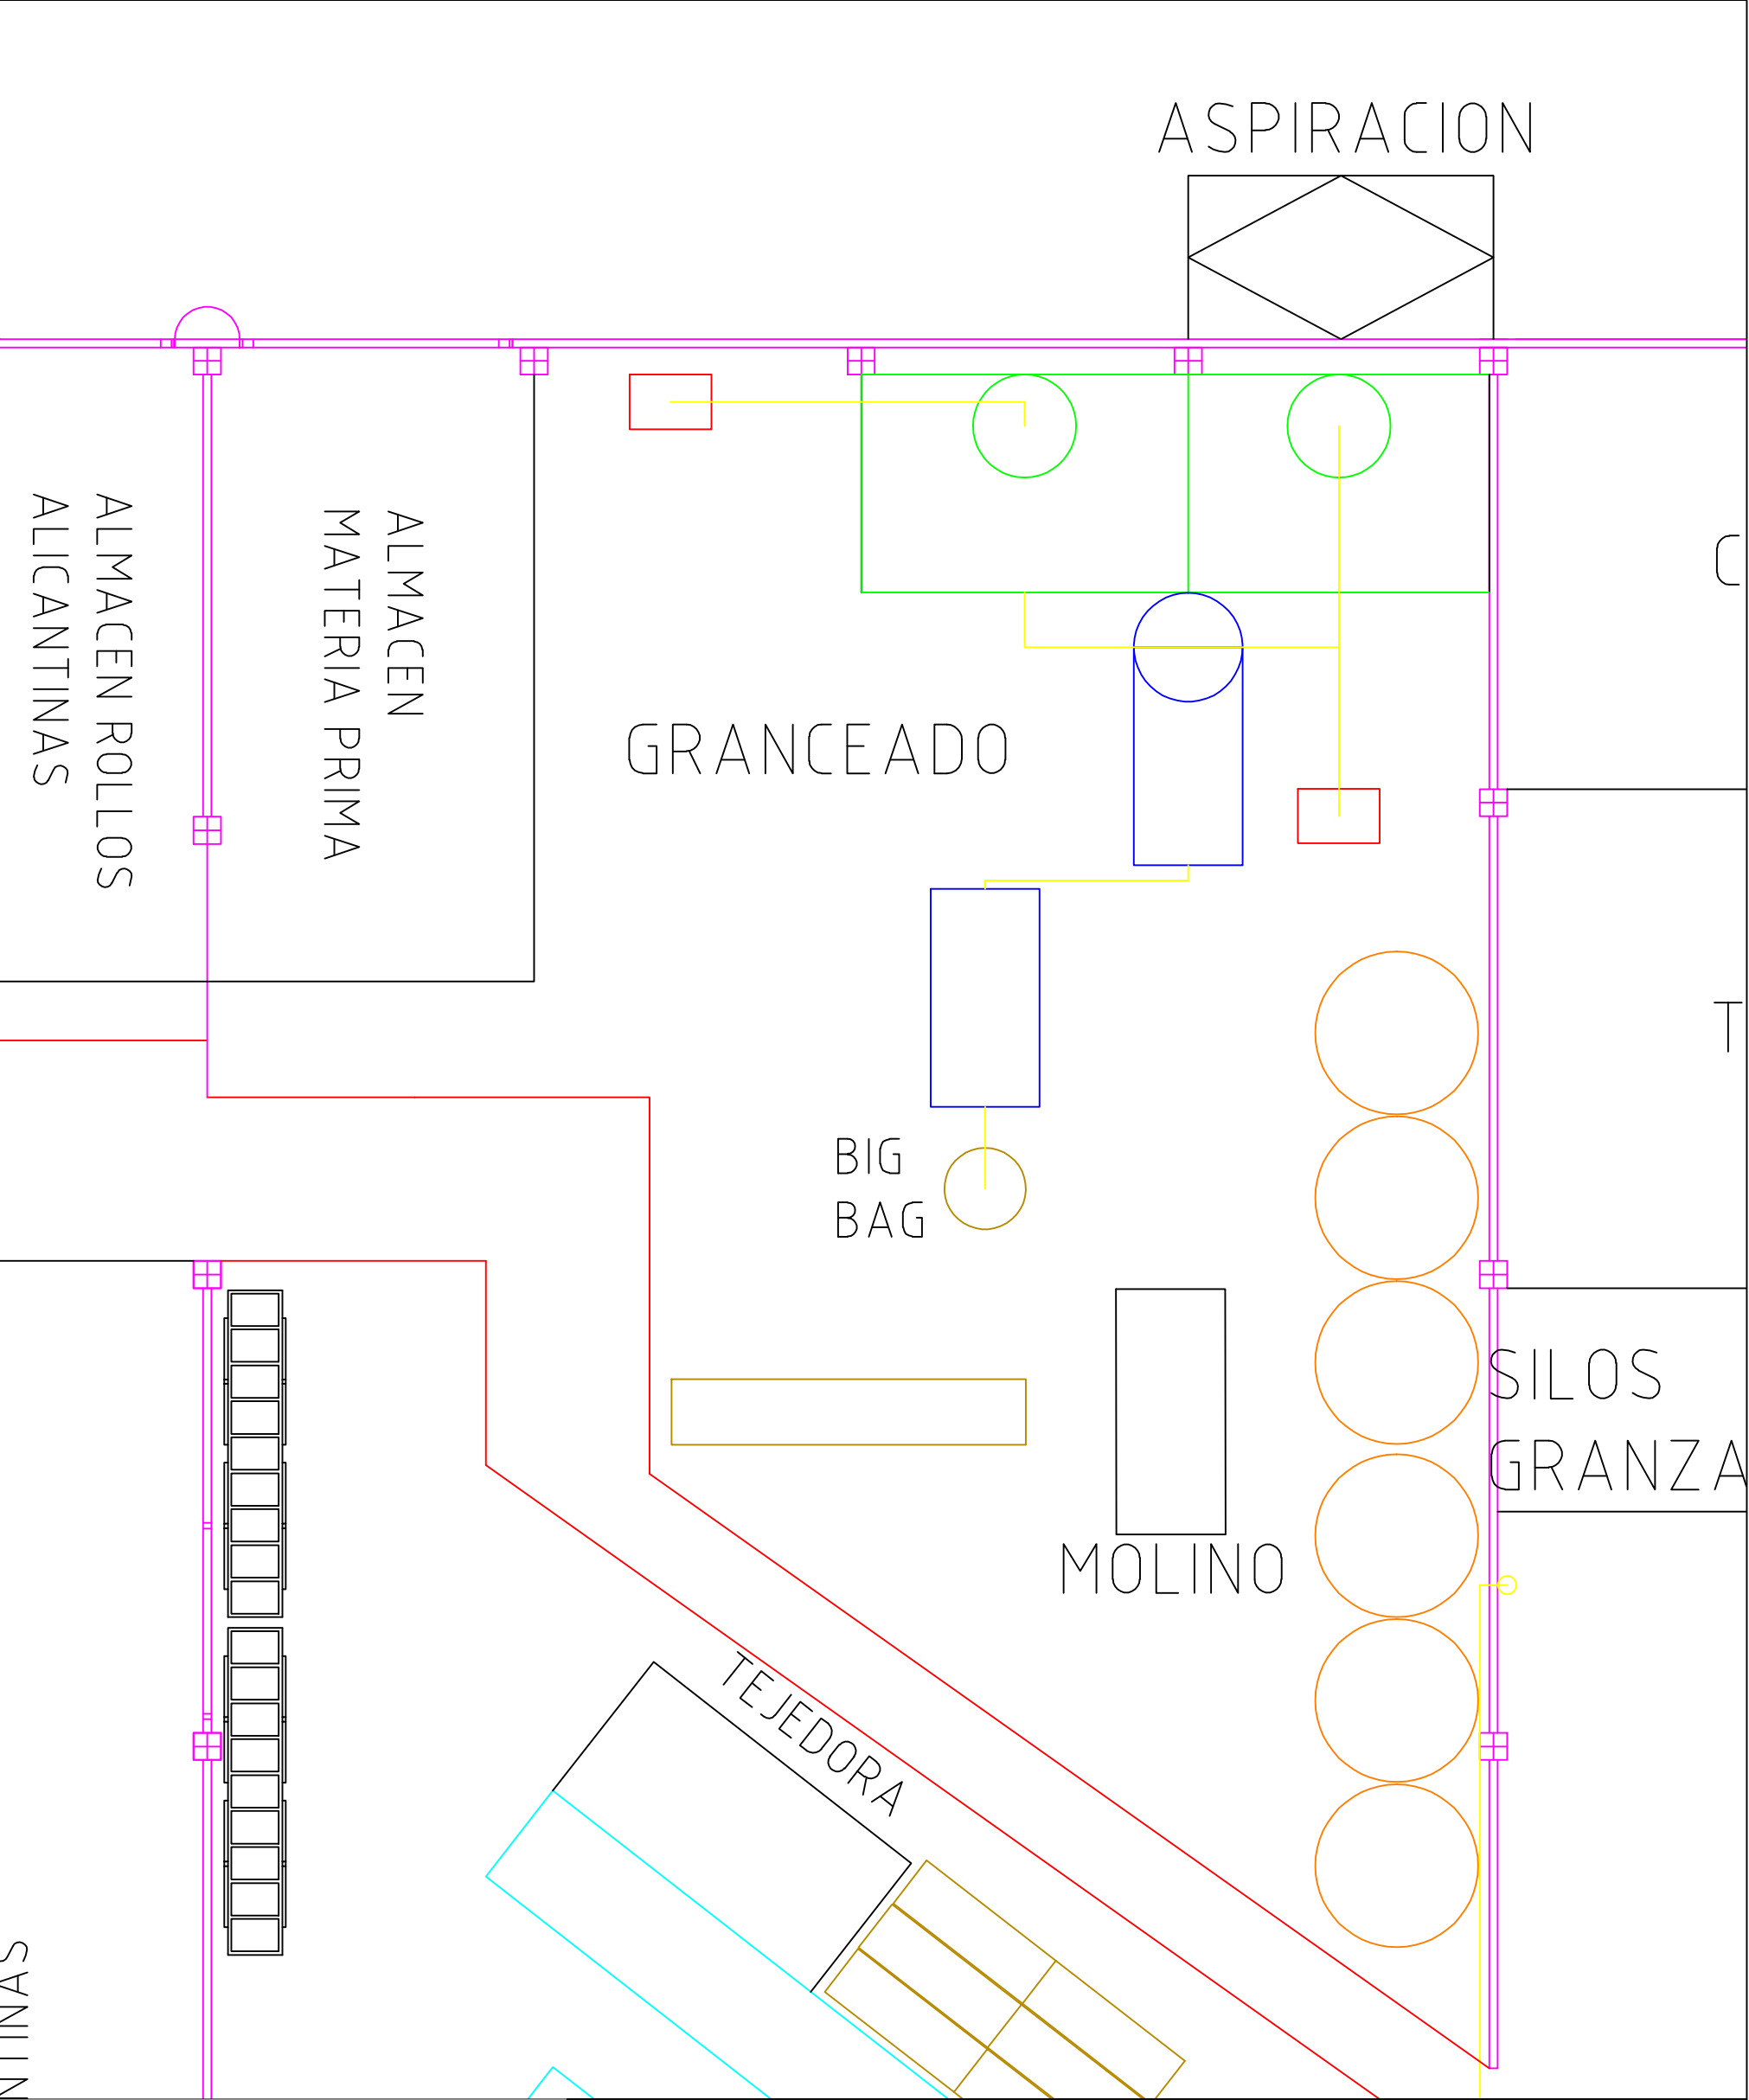 ASPIRACION
ALMACEN ROLLOS
ALICANTINAS
ALMACEN
MATERIA PRIMA
C
GRANCEADO
T
BIG
BAG
SILOS
GRANZA
MOLINO
TEJEDORA